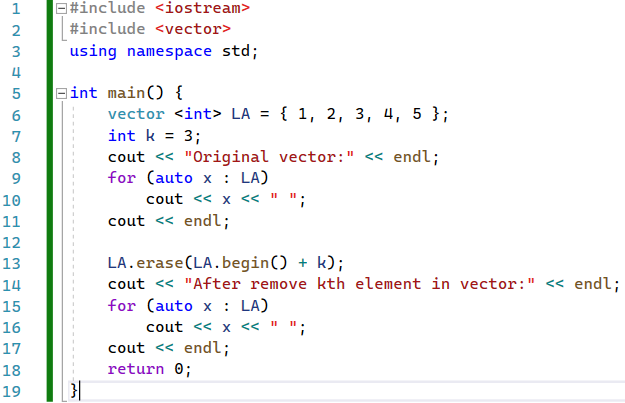 1 #include <iostream>
2 #include <vector>
3 using namespace std;
4
5 int main() {
6 vector <int> LA = { 1, 2, 3, 4, 5 };
7 int k = 3;
8 cout << "Original vector:" << endl;
9 for (auto x : LA)
10 cout << x << " ";
11 cout << endl;
12
13 LA.erase(LA.begin() + k);
14 cout << "After remove kth element in vector:" << endl;
15 for (auto x : LA)
16 cout << x << " ";
17 cout << endl;
18 return 0;
19 }